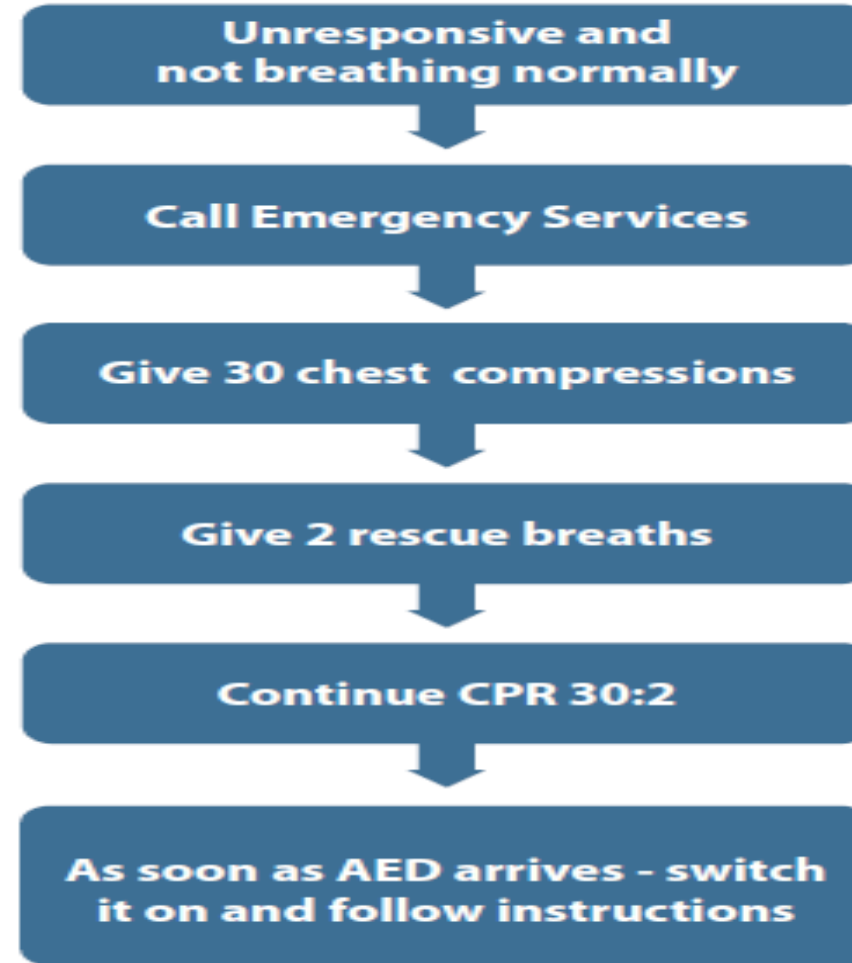 Unresponsive and
not breathing normally
Call Emergency Services
Give 30 chest compressions
Give 2 rescue breaths
Continue CPR 30:2
As soon as AED arrives - switch
it on and follow instructions